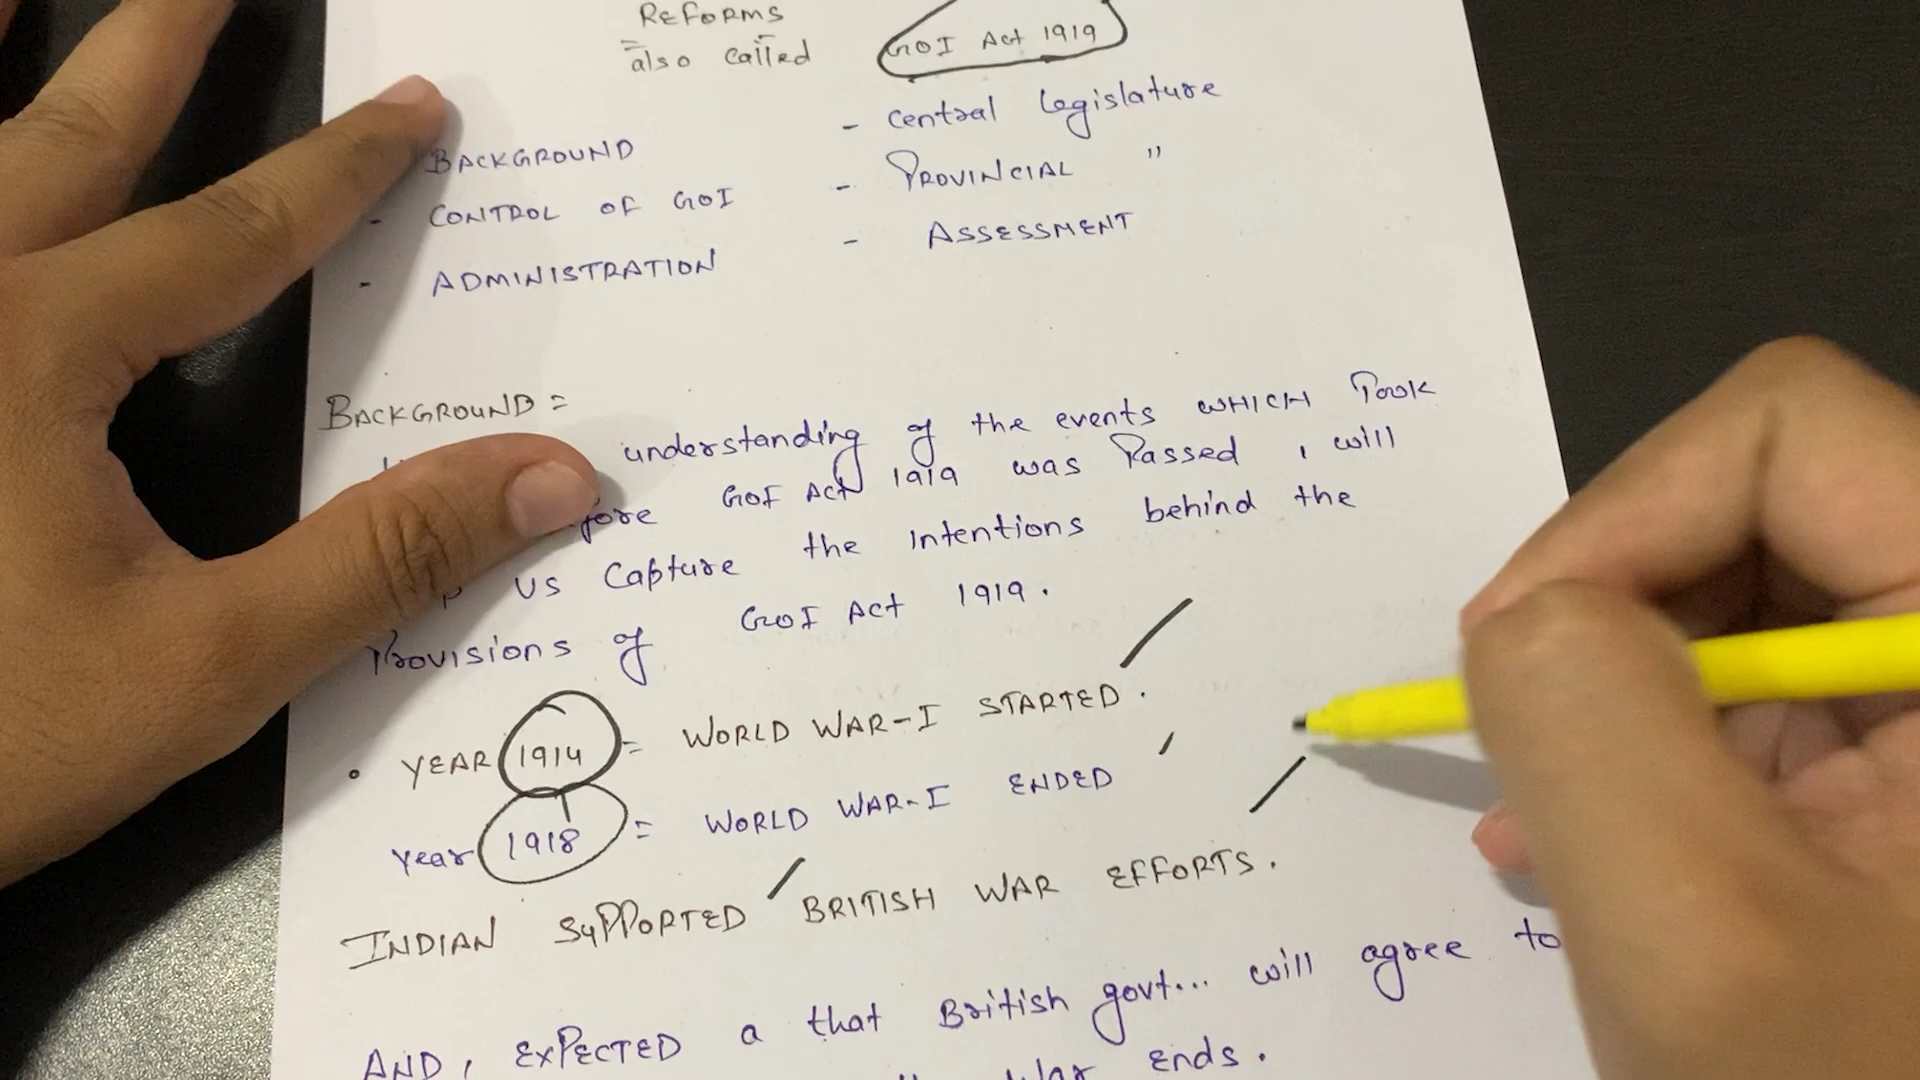 REFORMS
also called GOI Act 1919
BACKGROUND - Central Legislature
- CONTROL OF GOI - PROVINCIAL "
- ADMINISTRATION - ASSESSMENT
BACKGROUND =
understanding of the events WHICH Took
fore GOI Act 1919 was Passed , will
US Capture the intentions behind the
Provisions of GOI Act 1919.
• YEAR 1914 = WORLD WAR-I STARTED.
Year 1918 = WORLD WAR-I ENDED
INDIAN SUPPORTED BRITISH WAR EFFORTS.
AND, EXPECTED a that British govt... will agree to
War ends.